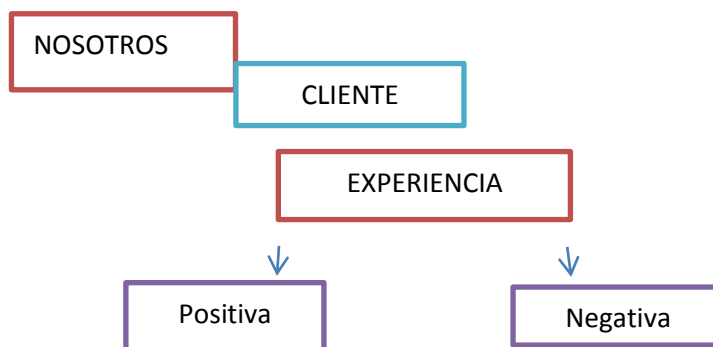 NOSOTROS
CLIENTE
EXPERIENCIA
Positiva
Negativa